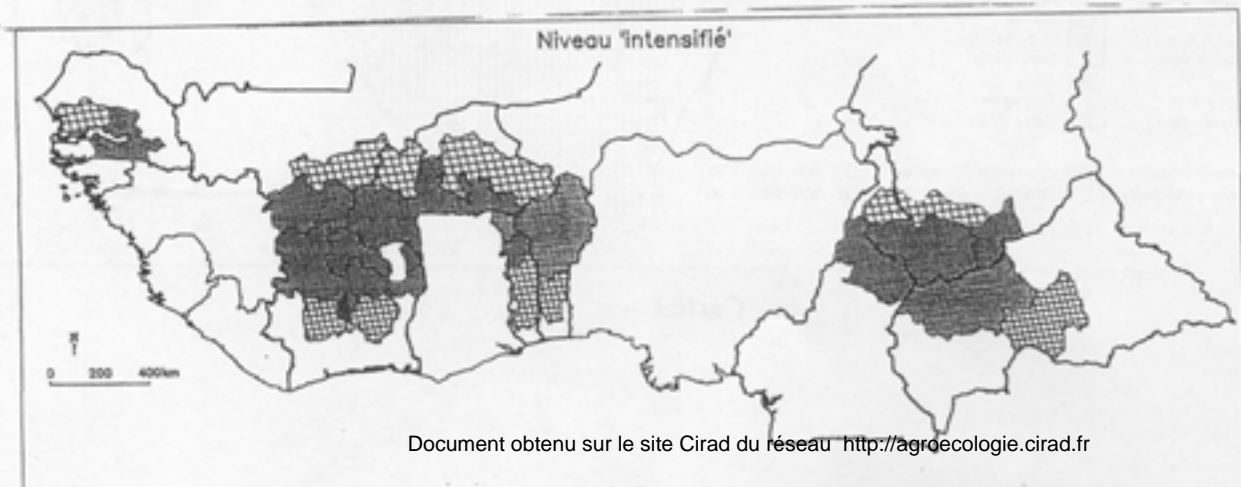 Niveau 'intensifié'
N
0 200 400km
Document obtenu sur le site Cirad du réseau http://agroecologie.cirad.fr